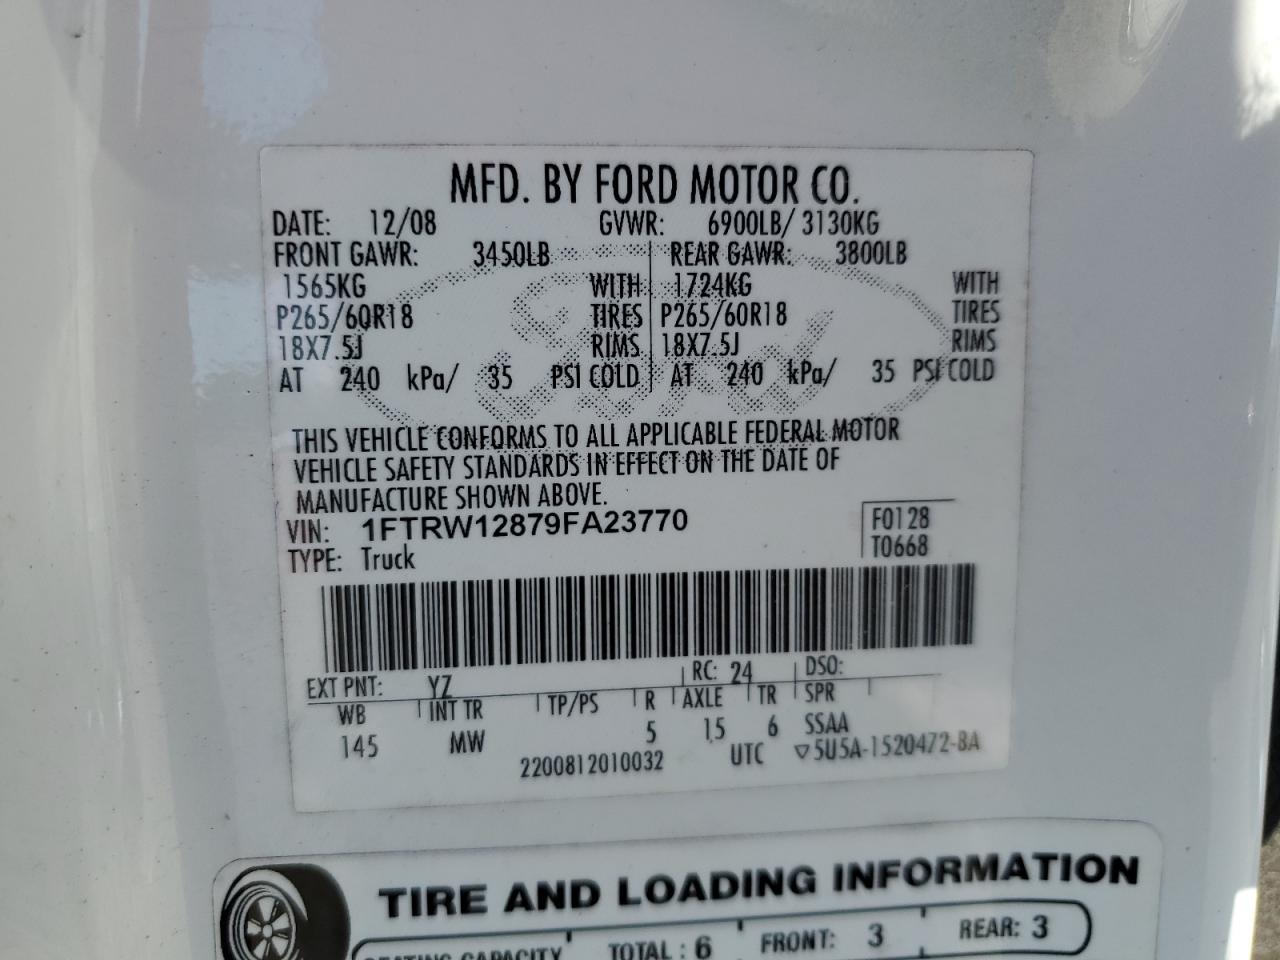 MFD. BY FORD MOTOR CO.
DATE: 12/08 GVWR: 6900LB/ 3130KG
FRONT GAWR: 3450LB REAR GAWR: 3800LB
1565KG WITH 1724KG WITH
P265/60R18 TIRES P265/60R18 TIRES
18X7.5J RIMS 18X7.5J RIMS
AT 240 kPa/ 35 PSI COLD AT 240 kPa/ 35 PSI COLD
THIS VEHICLE CONFORMS TO ALL APPLICABLE FEDERAL MOTOR
VEHICLE SAFETY STANDARDS IN EFFECT ON THE DATE OF
MANUFACTURE SHOWN ABOVE.
VIN: 1FTRW12879FA23770 F0128
TYPE: Truck T0668
EXT PNT: YZ RC: 24 DSO:
WB INT TR TP/PS R AXLE TR SPR
145 MW 5 15 6 SSAA
2200812010032 UTC ▽5U5A-1520472-BA
Ford
TIRE AND LOADING INFORMATION
SEATING CAPACITY TOTAL : 6 FRONT: 3 REAR: 3